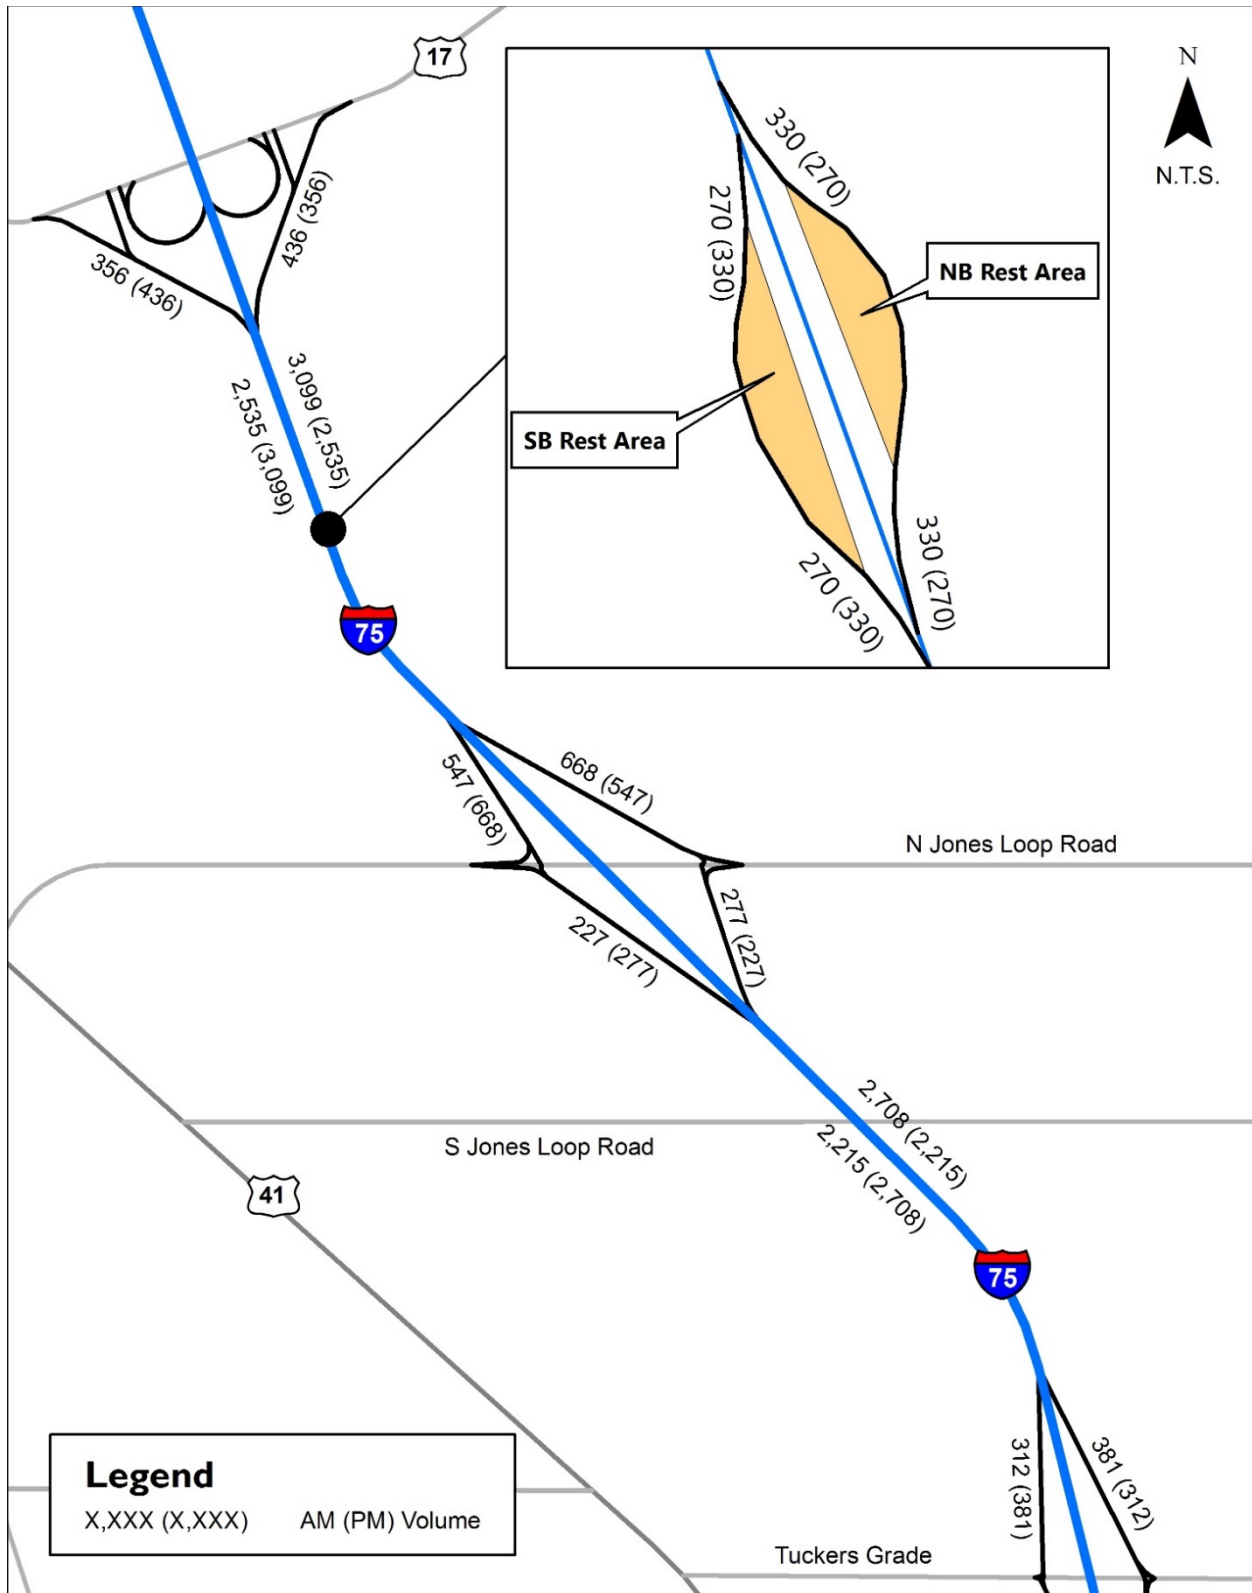 17
N
N.T.S.
330 (270)
270 (330)
NB Rest Area
SB Rest Area
270 (330)
330 (270)
356 (436)
436 (356)
3,099 (2,535)
2,535 (3,099)
75
547 (668)
668 (547)
N Jones Loop Road
227 (277)
277 (227)
2,708 (2,215)
2,215 (2,708)
S Jones Loop Road
41
75
312 (381)
381 (312)
Legend
X,XXX (X,XXX) AM (PM) Volume
Tuckers Grade